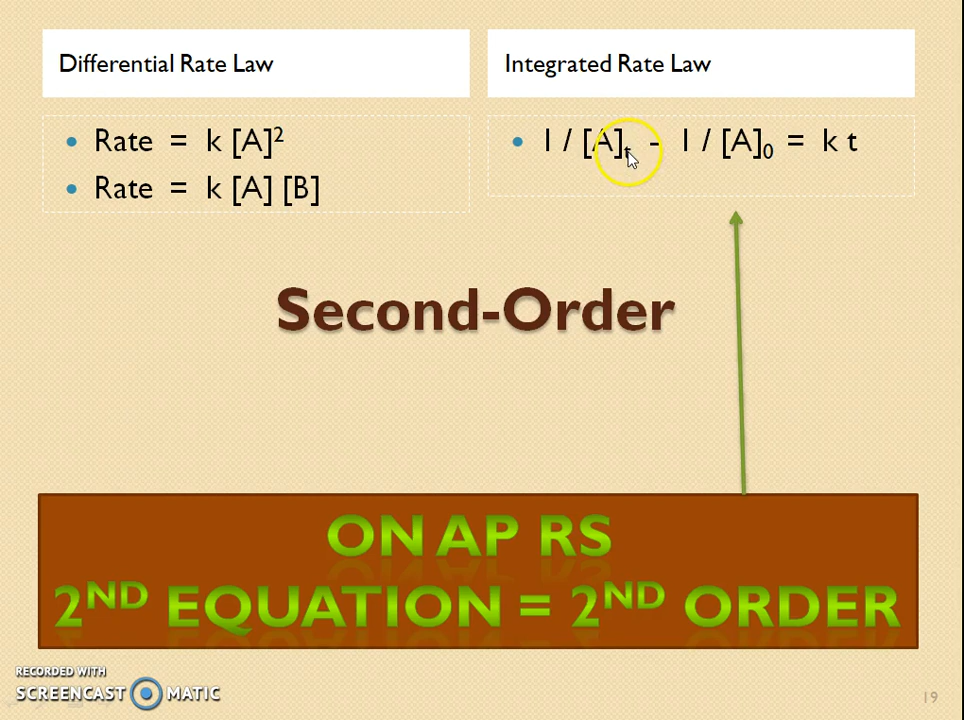 Differential Rate Law
Integrated Rate Law
• Rate = k [A]²
• Rate = k [A] [B]
• 1 / [A]ₜ - 1 / [A]₀ = k t
Second-Order
ON AP RS
2ND EQUATION = 2ND ORDER
RECORDED WITH
SCREENCAST MATIC
19